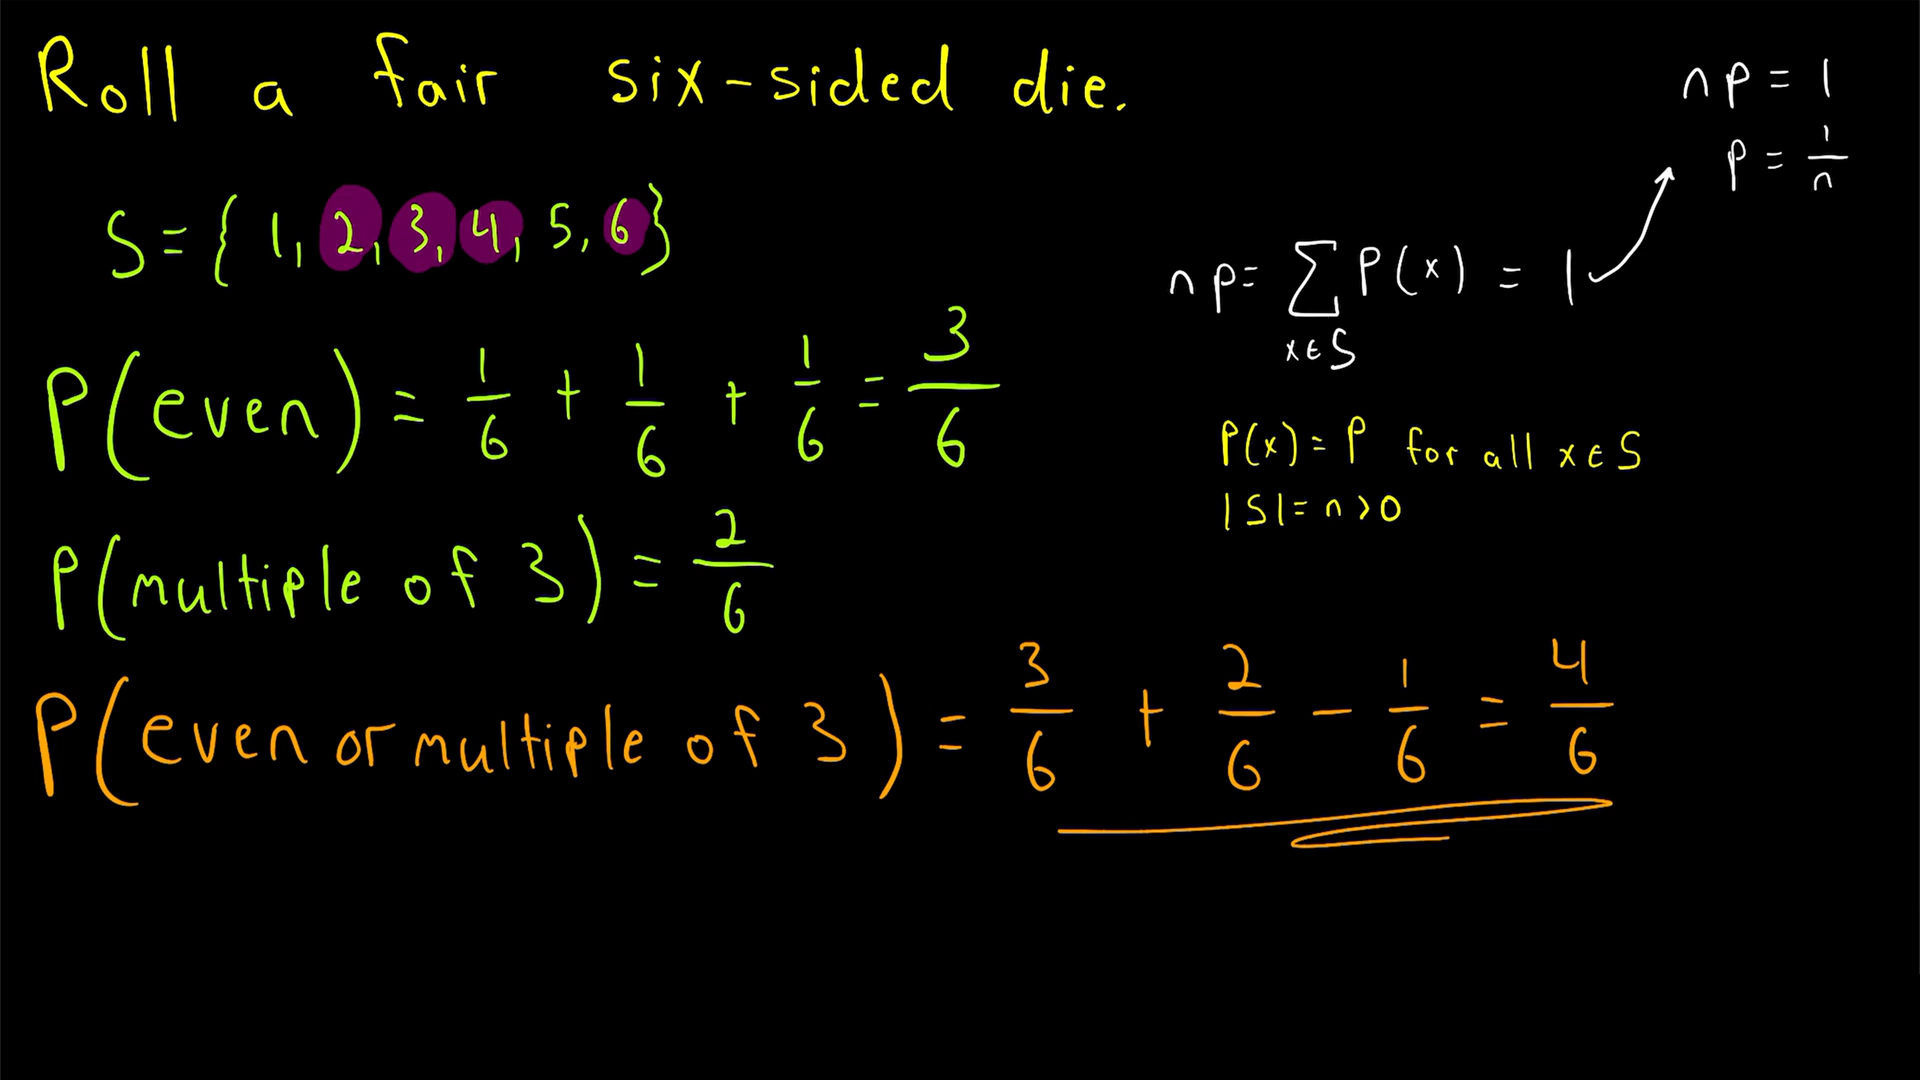 Roll a fair six-sided die.
S = { 1, 2, 3, 4, 5, 6 }
P(even) = 1/6 + 1/6 + 1/6 = 3/6
P(multiple of 3) = 2/6
P(even or multiple of 3) = 3/6 + 2/6 - 1/6 = 4/6
np = 1
p = 1/n
np = ∑ P(x) = 1
x∈S
P(x) = P for all x∈S
|S| = n > 0